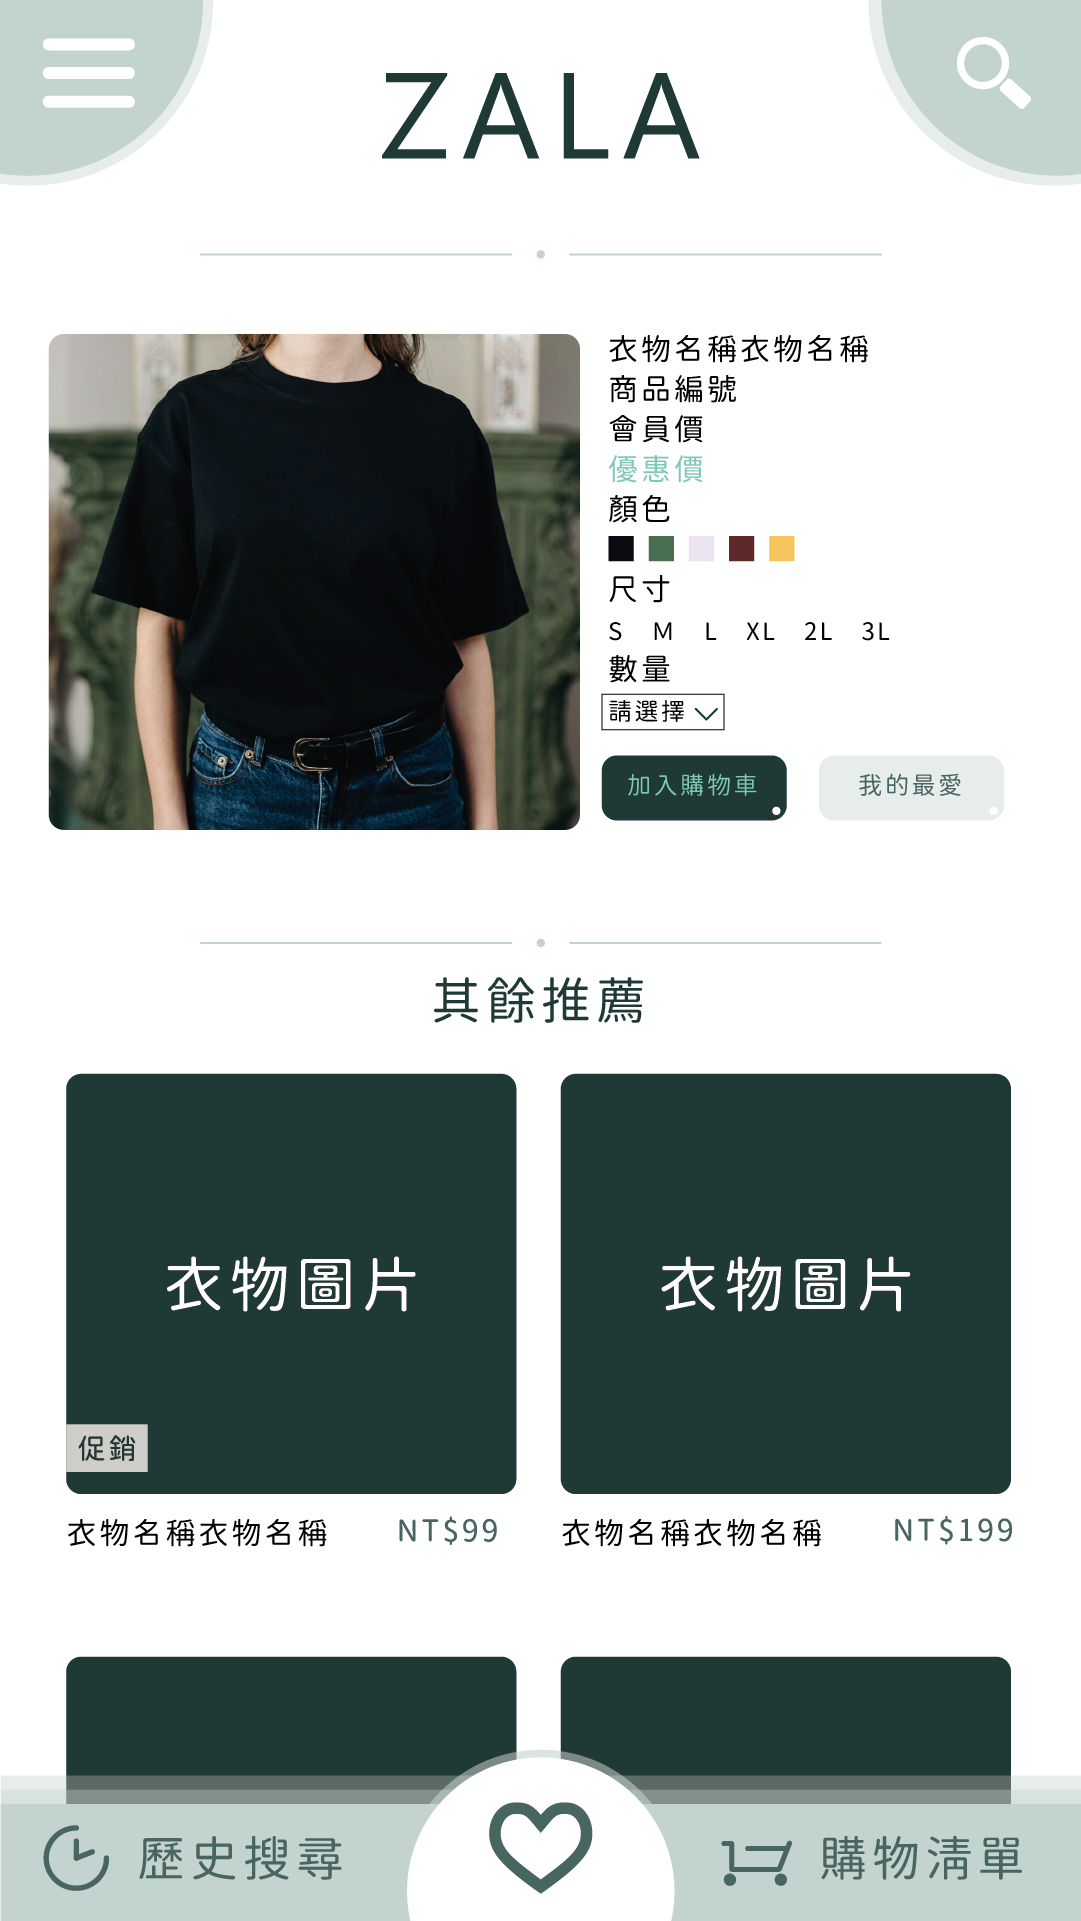 ZALA
衣物名稱衣物名稱
商品編號
會員價
優惠價
顏色
尺寸
S M L XL 2L 3L
數量
請選擇
加入購物車
我的最愛
其餘推薦
衣物圖片
衣物圖片
促銷
衣物名稱衣物名稱 NT$99
衣物名稱衣物名稱 NT$199
歷史搜尋
購物清單